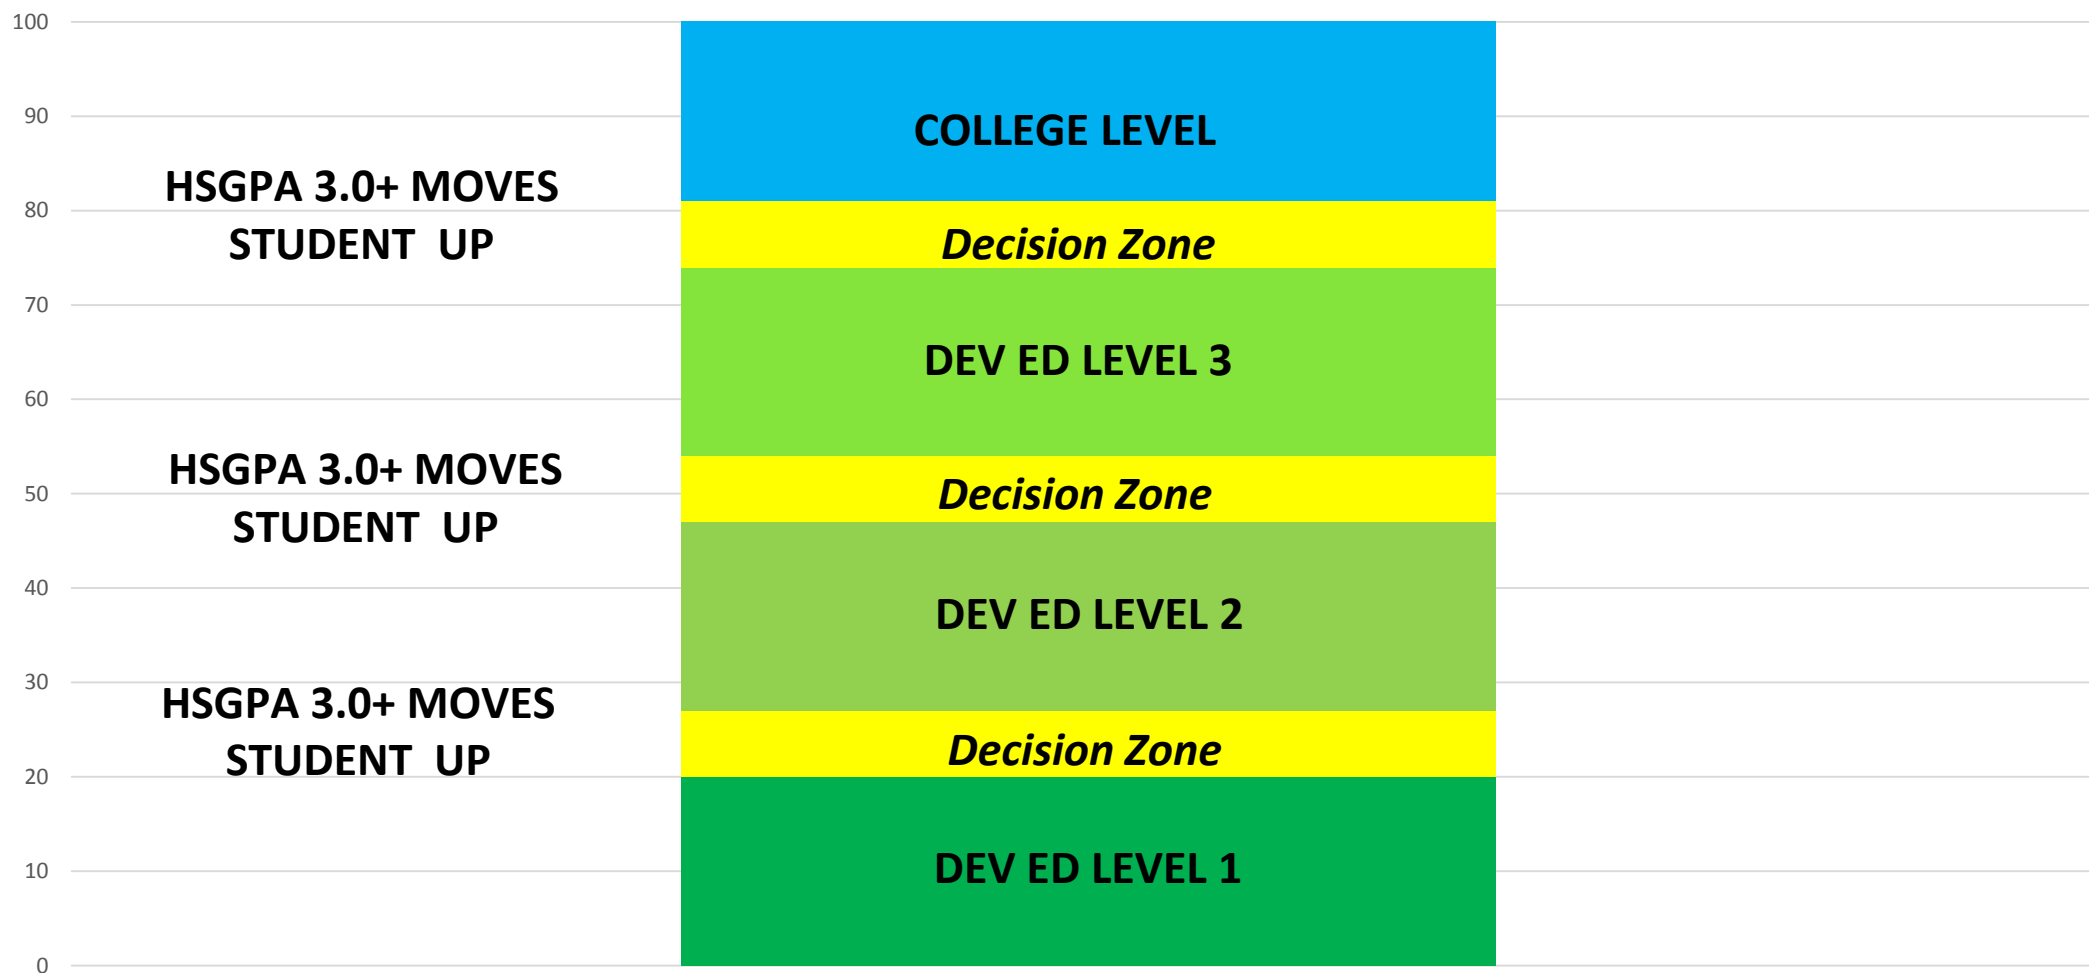 100
90
80
70
60
50
40
30
20
10
0
HSGPA 3.0+ MOVES
STUDENT  UP
HSGPA 3.0+ MOVES
STUDENT  UP
HSGPA 3.0+ MOVES
STUDENT  UP
COLLEGE LEVEL
Decision Zone
DEV ED LEVEL 3
Decision Zone
DEV ED LEVEL 2
Decision Zone
DEV ED LEVEL 1